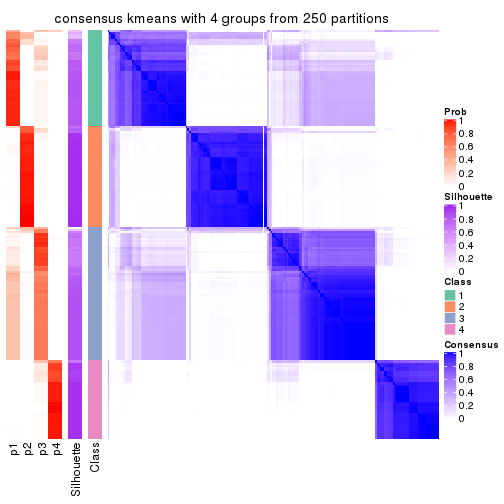 consensus kmeans with 4 groups from 250 partitions
Prob
1
0.8
0.6
0.4
0.2
0
Silhouette
1
0.8
0.6
0.4
0.2
0
Class
1
2
3
4
Consensus
1
0.8
0.6
0.4
0.2
0
p1
p2
p3
p4
Silhouette
Class